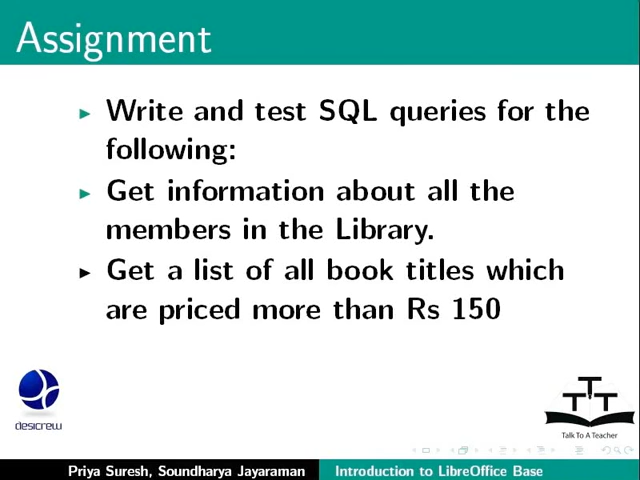 Assignment
Write and test SQL queries for the
following:
Get information about all the
members in the Library.
Get a list of all book titles which
are priced more than Rs 150
desicrew
T T T
Talk To A Teacher
Priya Suresh, Soundharya Jayaraman
Introduction to LibreOffice Base